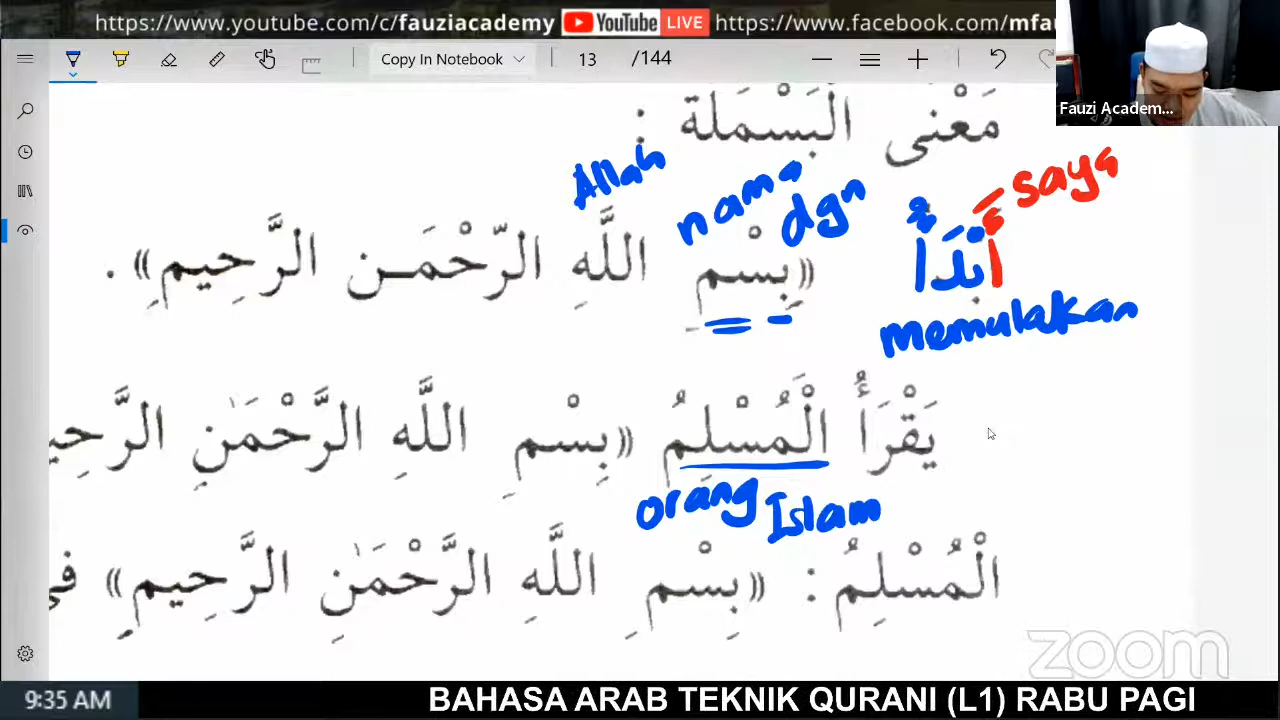 https://www.youtube.com/c/fauziacademy YouTube LIVE https://www.facebook.com/mfau
Copy In Notebook 13 /144
Fauzi Academ...
مَعْنَى الْبَسْمَلَة :
Allah nama dgn saya
«بِسْمِ اللَّهِ الرّحْمَـن الرَّحِيمِ» .
أَبْدَأُ
memulakan
يَقْرَأُ الْمُسْلِمُ «بِسْمِ اللَّهِ الرَّحْمَٰنِ الرَّحِي
orang Islam
الْمُسْلِمُ : «بِسْمِ اللَّهِ الرَّحْمَٰنِ الرَّحِيمِ» في
zoom
9:35 AM BAHASA ARAB TEKNIK QURANI (L1) RABU PAGI